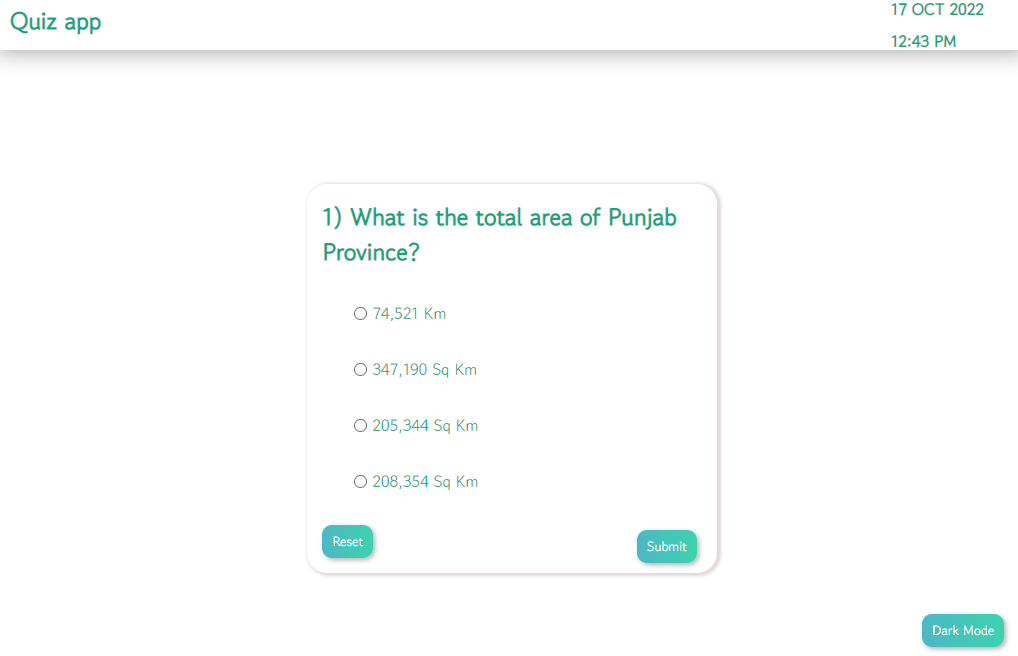 Quiz app
17 OCT 2022
12:43 PM
1) What is the total area of Punjab
Province?
74,521 Km
347,190 Sq Km
205,344 Sq Km
208,354 Sq Km
Reset
Submit
Dark Mode